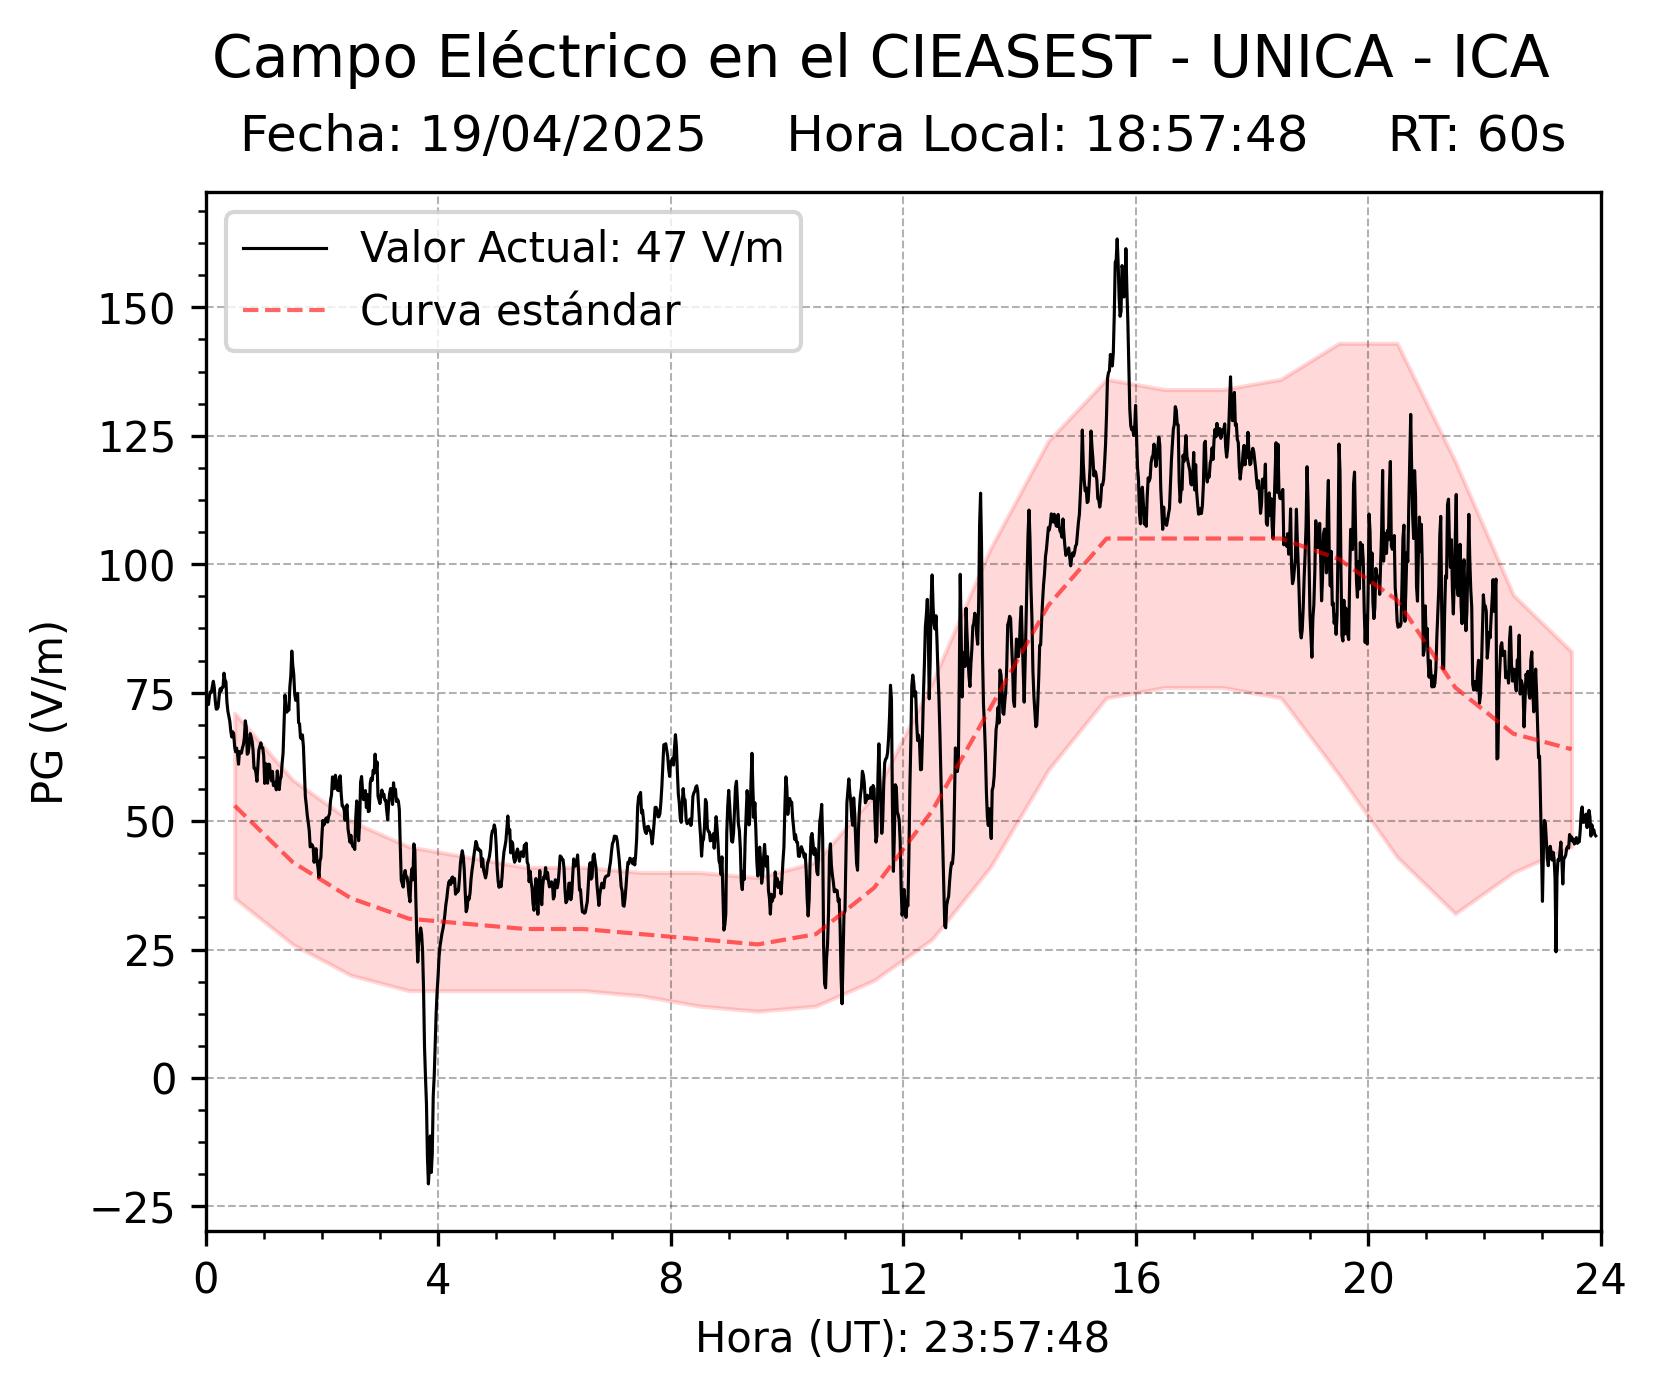 Campo Eléctrico en el CIEASEST - UNICA - ICA
Fecha: 19/04/2025 Hora Local: 18:57:48 RT: 60s
Valor Actual: 47 V/m
Curva estándar
PG (V/m)
150
125
100
75
50
25
0
−25
0 4 8 12 16 20 24
Hora (UT): 23:57:48